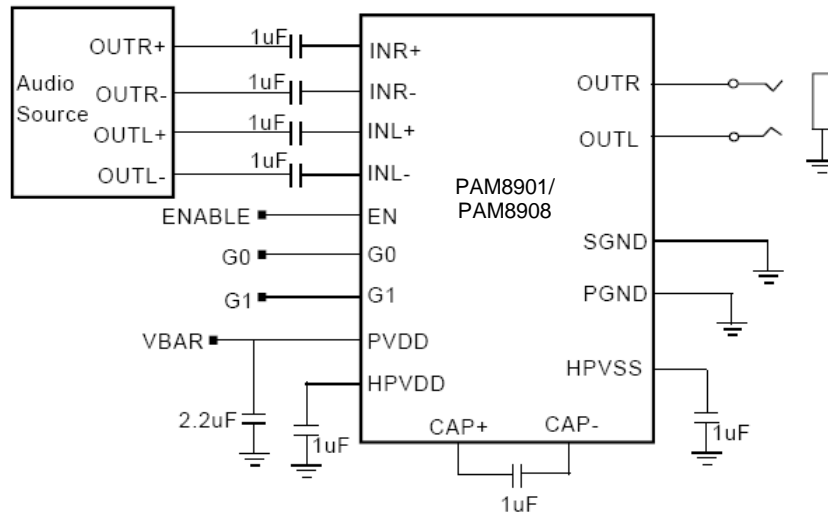 Audio
Source
OUTR+
OUTR-
OUTL+
OUTL-
1uF
1uF
1uF
1uF
INR+
INR-
INL+
INL-
ENABLE
EN
G0
G0
G1
G1
VBAR
PVDD
HPVDD
2.2uF
1uF
PAM8901/
PAM8908
OUTR
OUTL
SGND
PGND
HPVSS
1uF
CAP+
CAP-
1uF